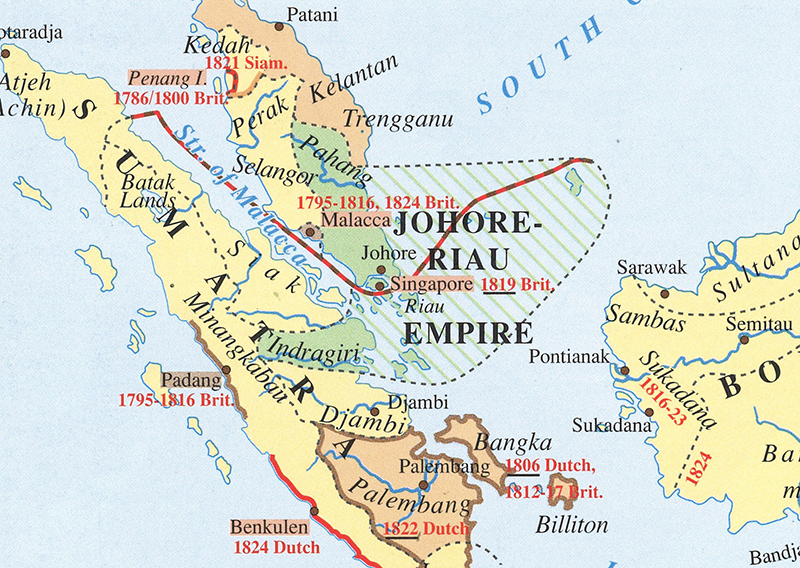 Patani
otaradja
Kedah
1821 Siam.
SOUTH
Atjeh
Achin)
Penang I.
1786/1800 Brit.
Kelantan
Perak
Trengganu
Str. of Malacca
Pahang
Selangor
Batak
Lands
1795-1816, 1824 Brit.
Malacca
JOHORE-
RIAU
EMPIRE
Johore
Singapore 1819 Brit,
Riau
SUMATRA
Siak
Minangkabau
Indragiri
Padang
1795-1816 Brit.
Djambi
Djambi
Bangka
1806 Dutch,
1812-17 Brit.
Billiton
Palembang
Palembang
1822 Dutch
Benkulen
1824 Dutch
Sarawak
Sultana
Sambas
Semitau
Pontianak
Sukadana
1816-23
Sukadana
1824
BO
Ba
m
Bandj